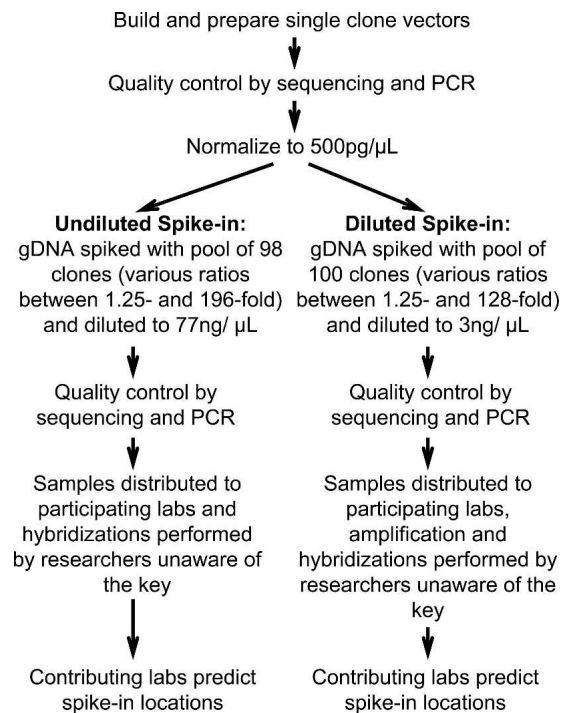 Build and prepare single clone vectors
Quality control by sequencing and PCR
Normalize to 500pg/µL
Undiluted Spike-in:
gDNA spiked with pool of 98
clones (various ratios
between 1.25- and 196-fold)
and diluted to 77ng/ µL
Quality control by
sequencing and PCR
Samples distributed to
participating labs and
hybridizations performed
by researchers unaware of
the key
Contributing labs predict
spike-in locations
Diluted Spike-in:
gDNA spiked with pool of
100 clones (various ratios
between 1.25- and 128-fold)
and diluted to 3ng/ µL
Quality control by
sequencing and PCR
Samples distributed to
participating labs,
amplification and
hybridizations performed by
researchers unaware of the
key
Contributing labs predict
spike-in locations